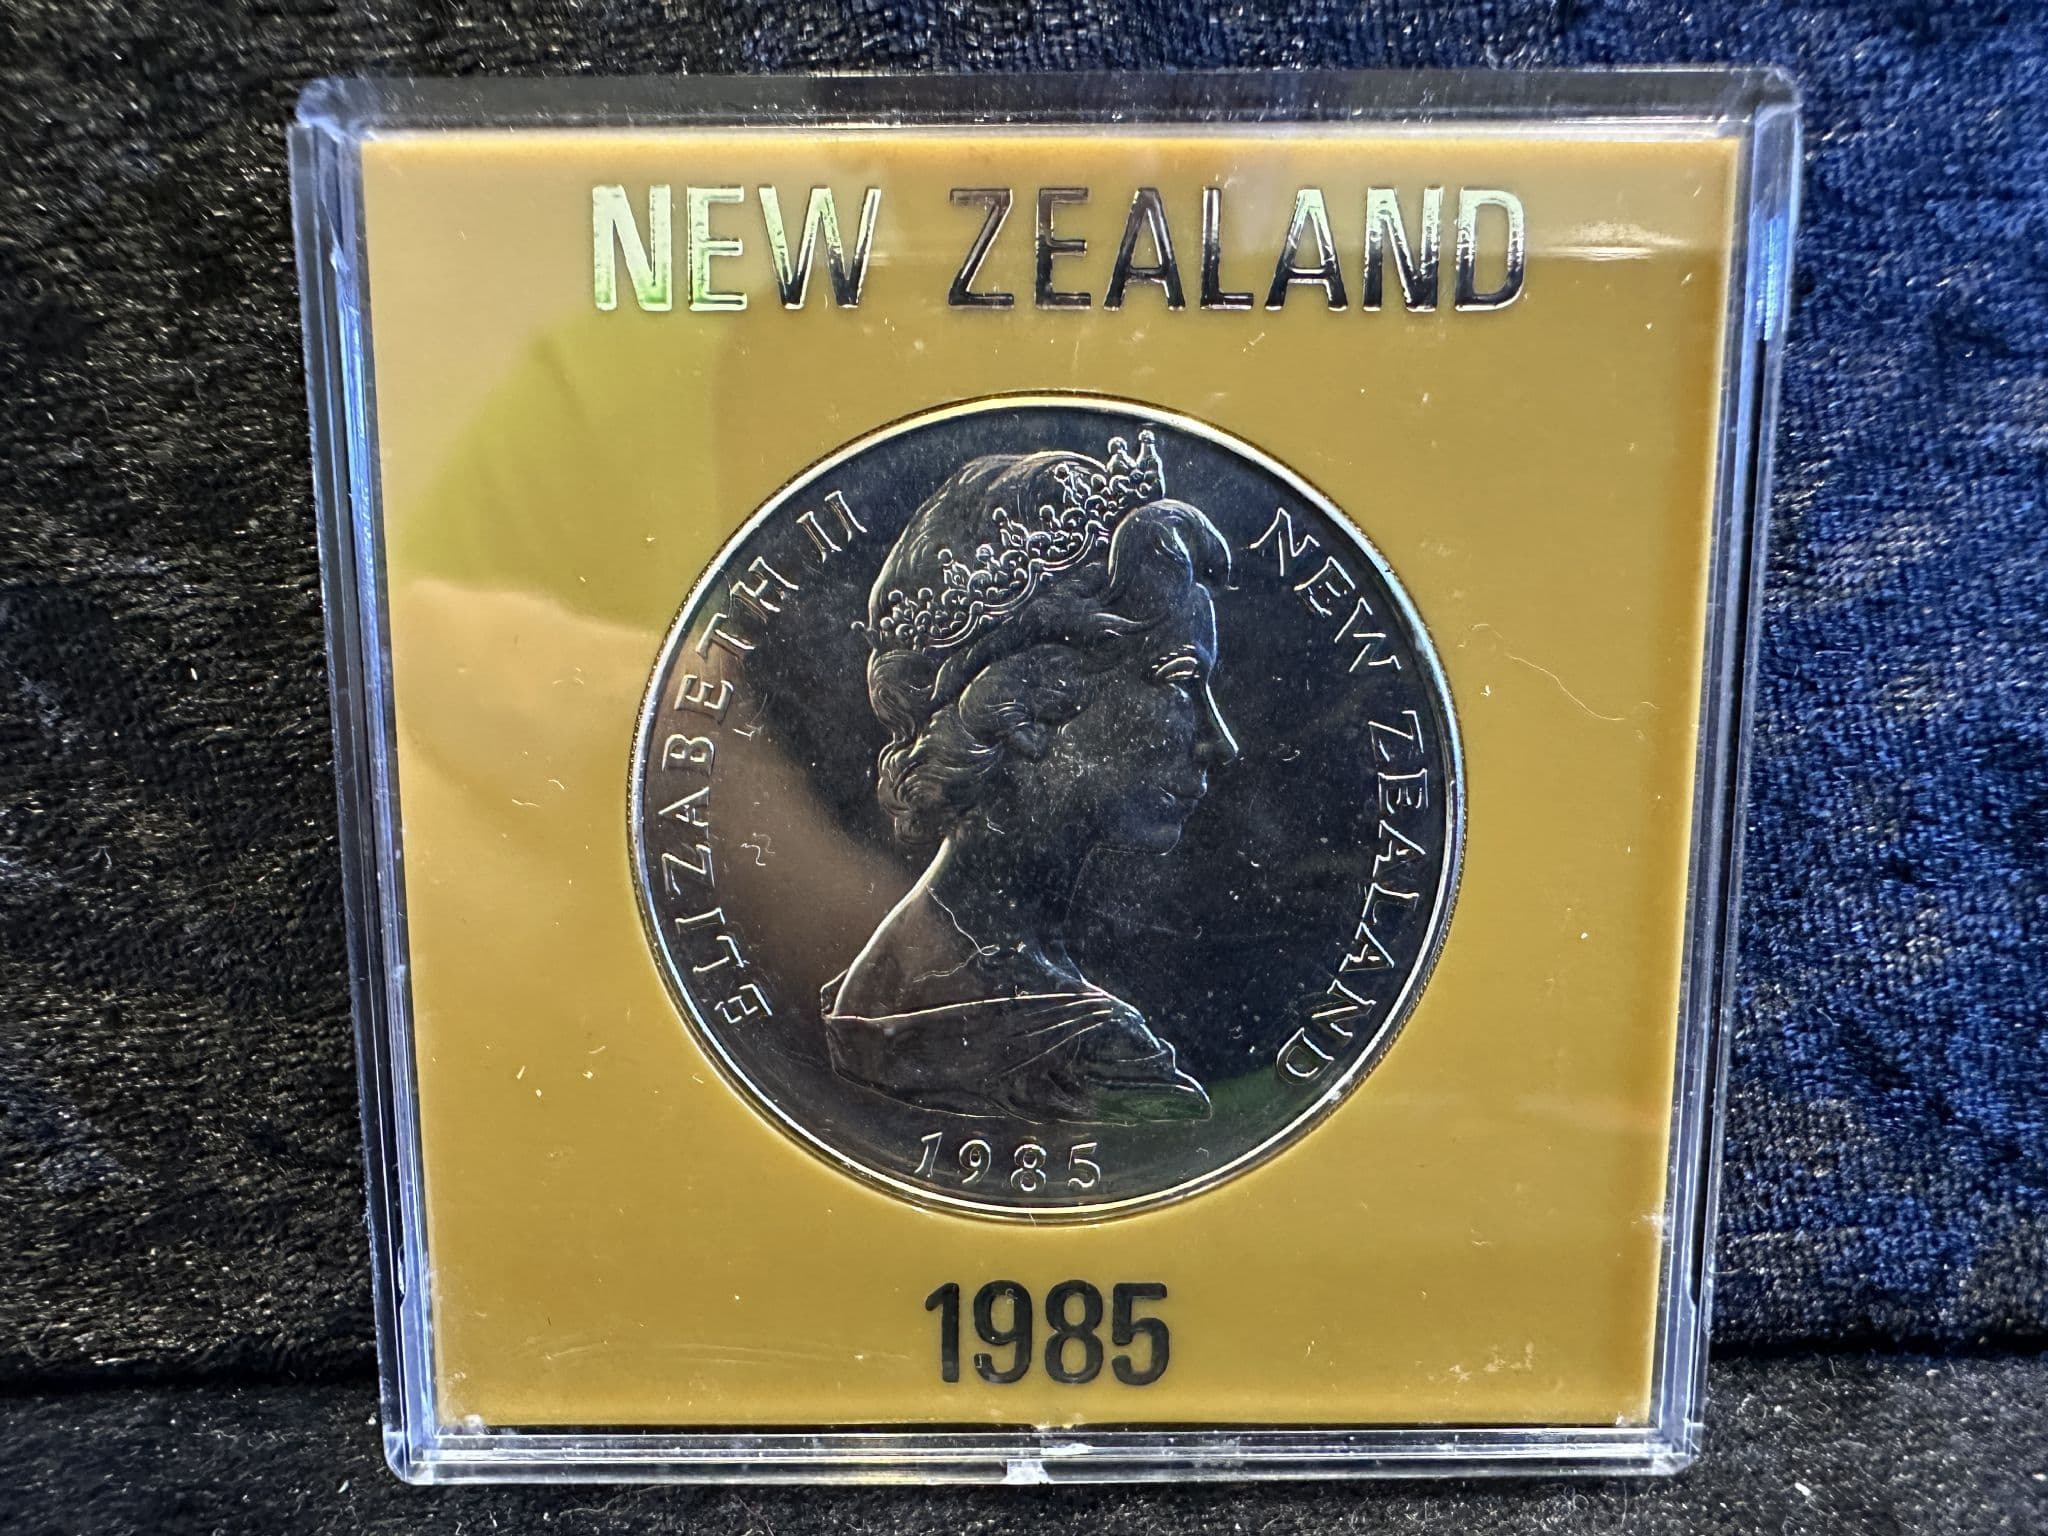 NEW ZEALAND
ELIZABETH II
NEW ZEALAND
1985
1985